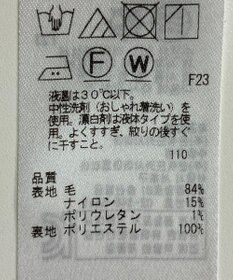 F W
F23
液温は30℃以下。
中性洗剤(おしゃれ着洗い)を
使用。漂白剤は液体タイプを使
用。よくすすぎ、絞りの後すぐ
に干すこと。
110
品質
表地 毛 84%
ナイロン 15%
ポリウレタン 1%
裏地 ポリエステル 100%